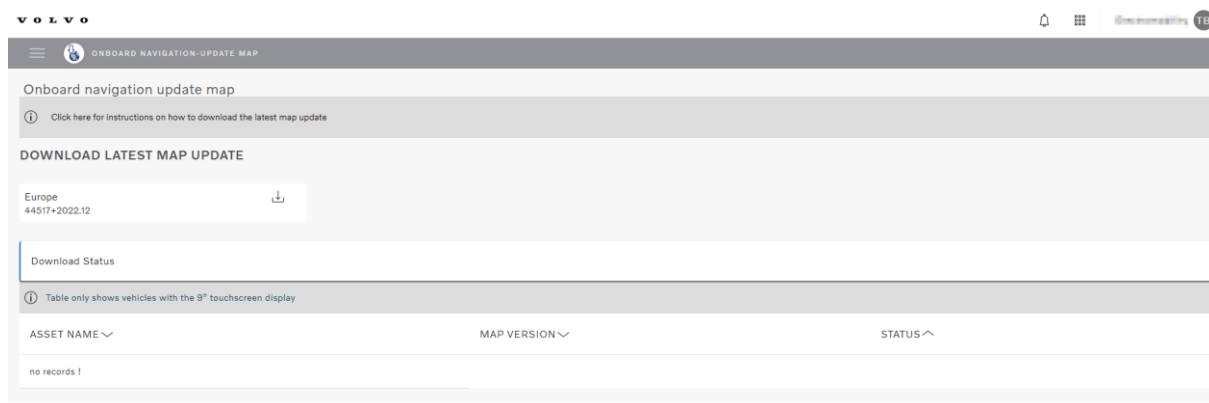 VOLVO
TB
ONBOARD NAVIGATION-UPDATE MAP
Onboard navigation update map
Click here for instructions on how to download the latest map update
DOWNLOAD LATEST MAP UPDATE
Europe
44517+2022.12
Download Status
Table only shows vehicles with the 9" touchscreen display
ASSET NAME MAP VERSION STATUS
no records !